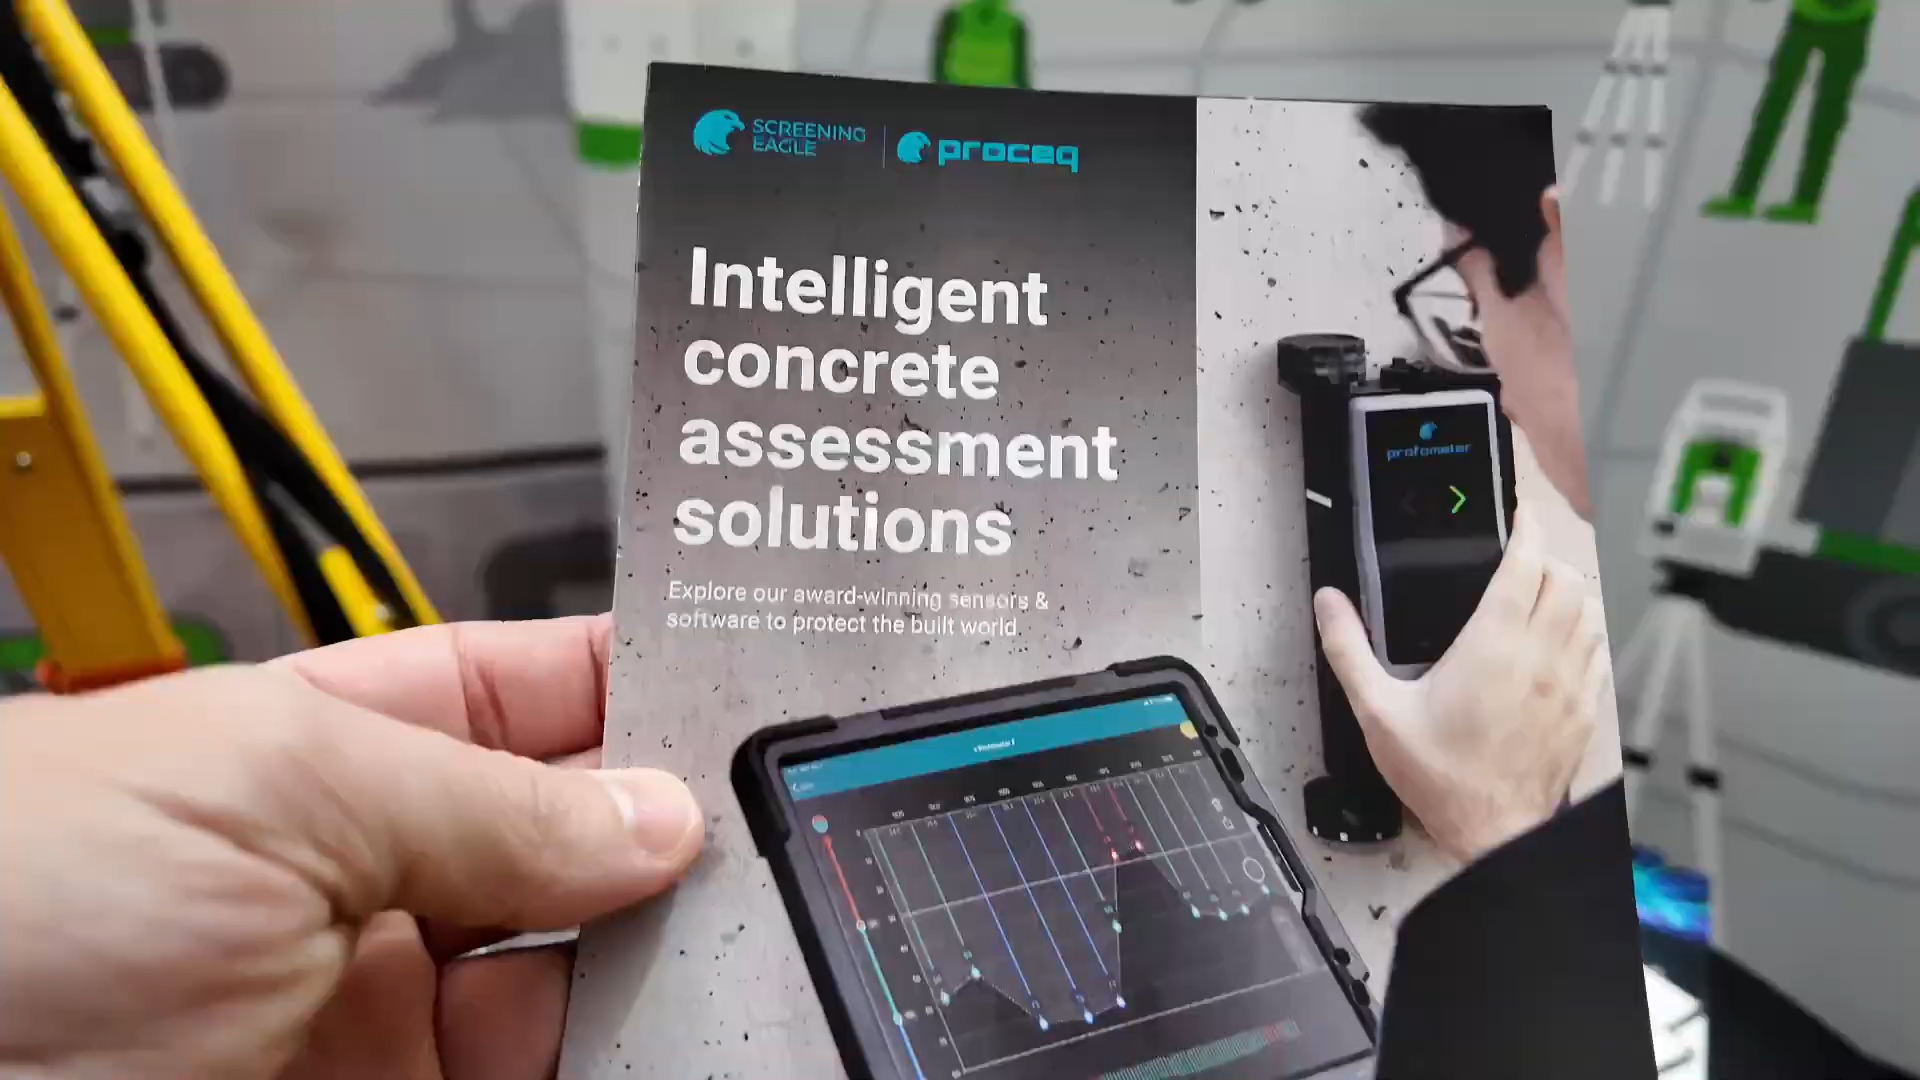 SCREENING
EAGLE
proceq
Intelligent
concrete
assessment
solutions
Explore our award-winning sensors &
software to protect the built world.
profometer